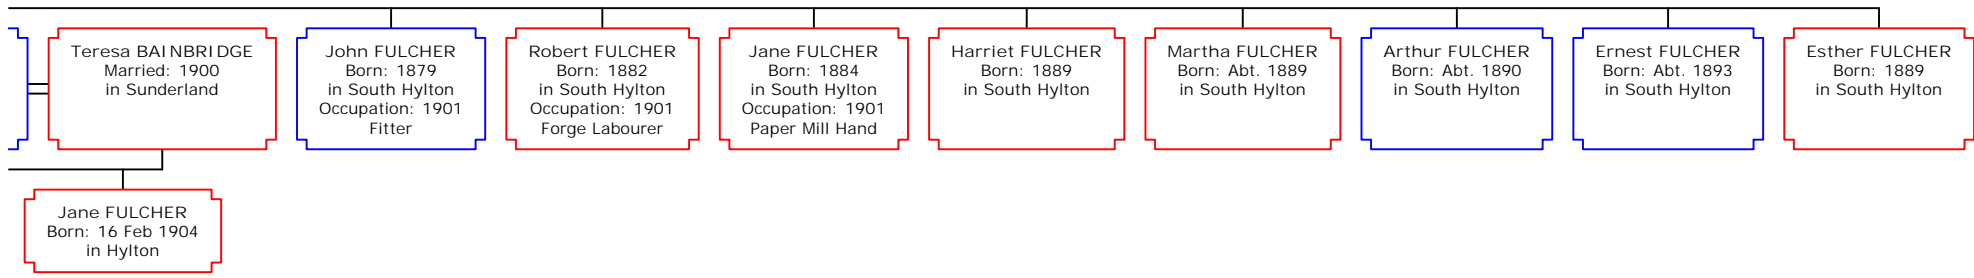 Teresa BAINBRIDGE
Married: 1900
in Sunderland
John FULCHER
Born: 1879
in South Hylton
Occupation: 1901
Fitter
Robert FULCHER
Born: 1882
in South Hylton
Occupation: 1901
Forge Labourer
Jane FULCHER
Born: 1884
in South Hylton
Occupation: 1901
Paper Mill Hand
Harriet FULCHER
Born: 1889
in South Hylton
Martha FULCHER
Born: Abt. 1889
in South Hylton
Arthur FULCHER
Born: Abt. 1890
in South Hylton
Ernest FULCHER
Born: Abt. 1893
in South Hylton
Esther FULCHER
Born: 1889
in South Hylton
Jane FULCHER
Born: 16 Feb 1904
in Hylton